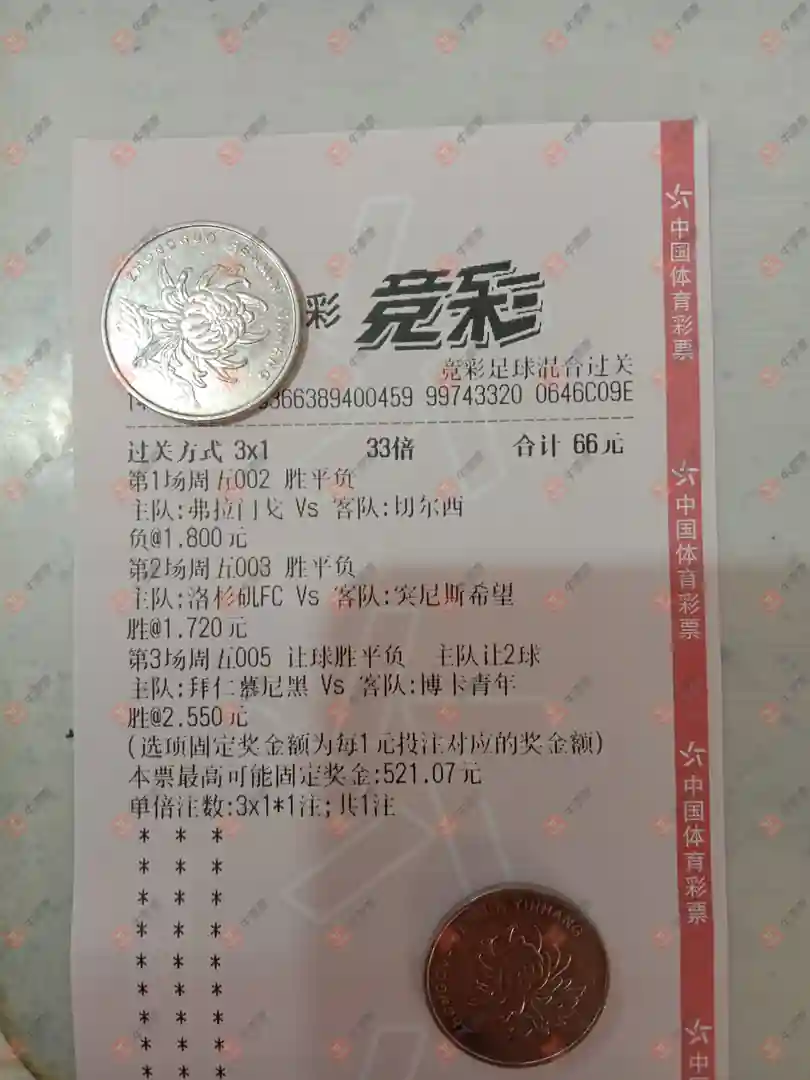 彩 竞彩
竞彩足球混合过关
366389400459 99743320 0646C09E
过关方式 3x1 33倍 合计 66元
第1场周五002 胜平负
主队:弗拉门戈 Vs 客队:切尔西
负@1.800元
第2场周五003 胜平负
主队:洛杉矶FC Vs 客队:突尼斯希望
胜@1.720元
第3场周五005 让球胜平负 主队让2球
主队:拜仁慕尼黑 Vs 客队:博卡青年
胜@2.550元
(选项固定奖金额为每1元投注对应的奖金额)
本票最高可能固定奖金:521.07元
单倍注数:3x1*1注;共1注
* * *
* * *
* * *
* * *
* * *
* * *
* * *
* * *
* * *
中国体育彩票
中国体育彩票
中国体育彩票
中
ZHONGGUO RENMIN YINHANG
YINHANG